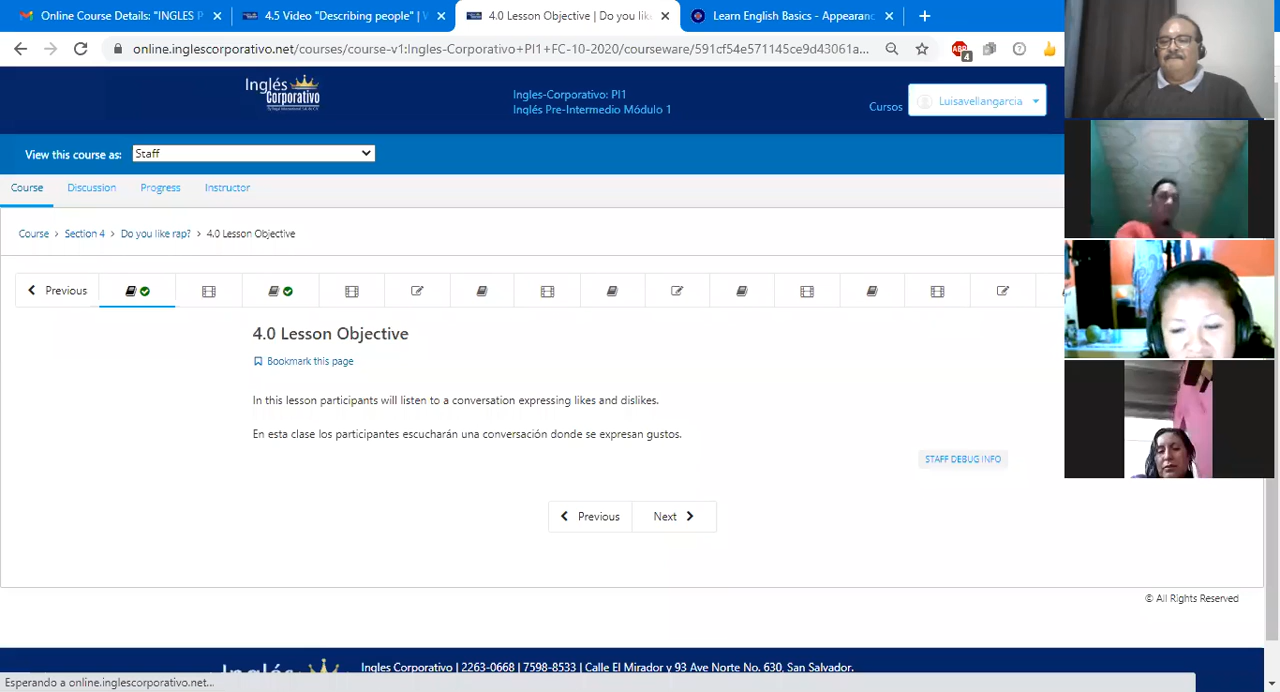 Online Course Details: "INGLES P
4.5 Video "Describing people" | W
4.0 Lesson Objective | Do you like
Learn English Basics - Appearanc
online.inglescorporativo.net/courses/course-v1:Ingles-Corporativo+PI1+FC-10-2020/courseware/591cf54e571145ce9d43061a...
ABP
4
Inglés
Corporativo
Ingles-Corporativo: PI1
Inglés Pre-Intermedio Módulo 1
Cursos
Luisavellangarcia
View this course as:
Staff
Course
Discussion
Progress
Instructor
Course > Section 4 > Do you like rap? > 4.0 Lesson Objective
Previous
4.0 Lesson Objective
Bookmark this page
In this lesson participants will listen to a conversation expressing likes and dislikes.
En esta clase los participantes escucharán una conversación donde se expresan gustos.
STAFF DEBUG INFO
Previous
Next
© All Rights Reserved
Inglés
Ingles Corporativo | 2263-0668 | 7598-8533 | Calle El Mirador y 93 Ave Norte No. 630, San Salvador.
Esperando a online.inglescorporativo.net...